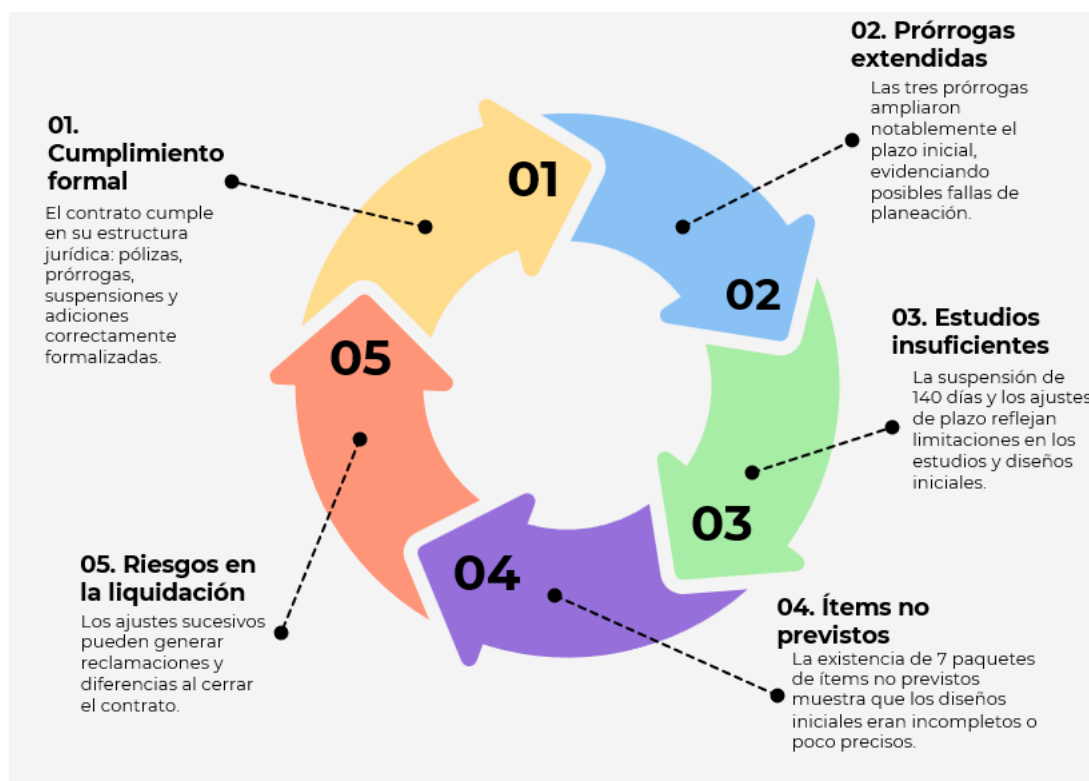 01.
Cumplimiento
formal
El contrato cumple
en su estructura
jurídica: pólizas,
prórrogas,
suspensiones y
adiciones
correctamente
formalizadas.
02. Prórrogas
extendidas
Las tres prórrogas
ampliaron
notablemente el
plazo inicial,
evidenciando
posibles fallas de
planeación.
03. Estudios
insuficientes
La suspensión de
140 días y los ajustes
de plazo reflejan
limitaciones en los
estudios y diseños
iniciales.
04. Ítems no
previstos
La existencia de 7 paquetes
de ítems no previstos
muestra que los diseños
iniciales eran incompletos o
poco precisos.
05. Riesgos en
la liquidación
Los ajustes sucesivos
pueden generar
reclamaciones y
diferencias al cerrar
el contrato.
01
02
03
04
05